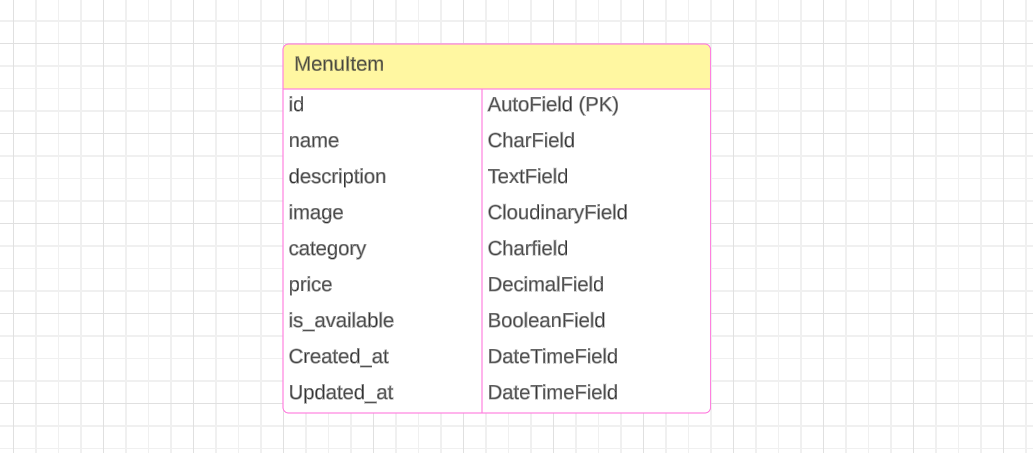 MenuItem
id AutoField (PK)
name CharField
description TextField
image CloudinaryField
category Charfield
price DecimalField
is_available BooleanField
Created_at DateTimeField
Updated_at DateTimeField